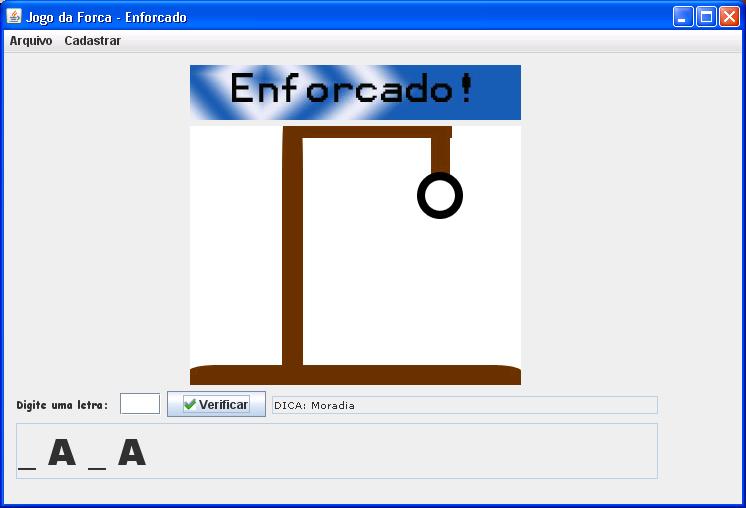 Jogo da Forca - Enforcado
Arquivo Cadastrar
Enforcado!
Digite uma letra: Verificar DICA: Moradia
_ A _ A